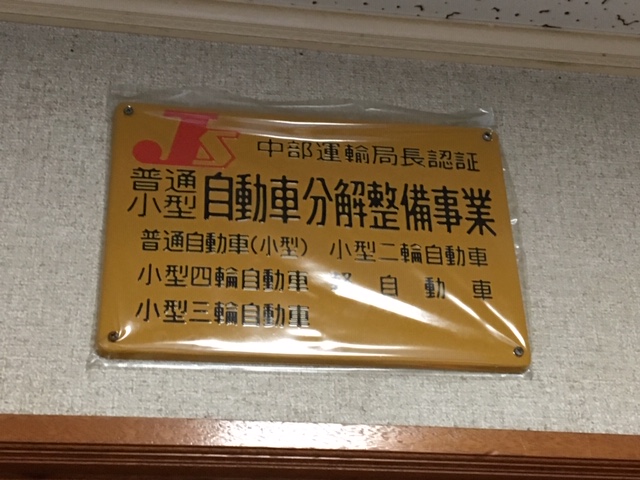 JS 中部運輸局長認証
普通
小型 自動車分解整備事業
普通自動車(小型) 小型二輪自動車
小型四輪自動車 軽自動車
小型三輪自動車